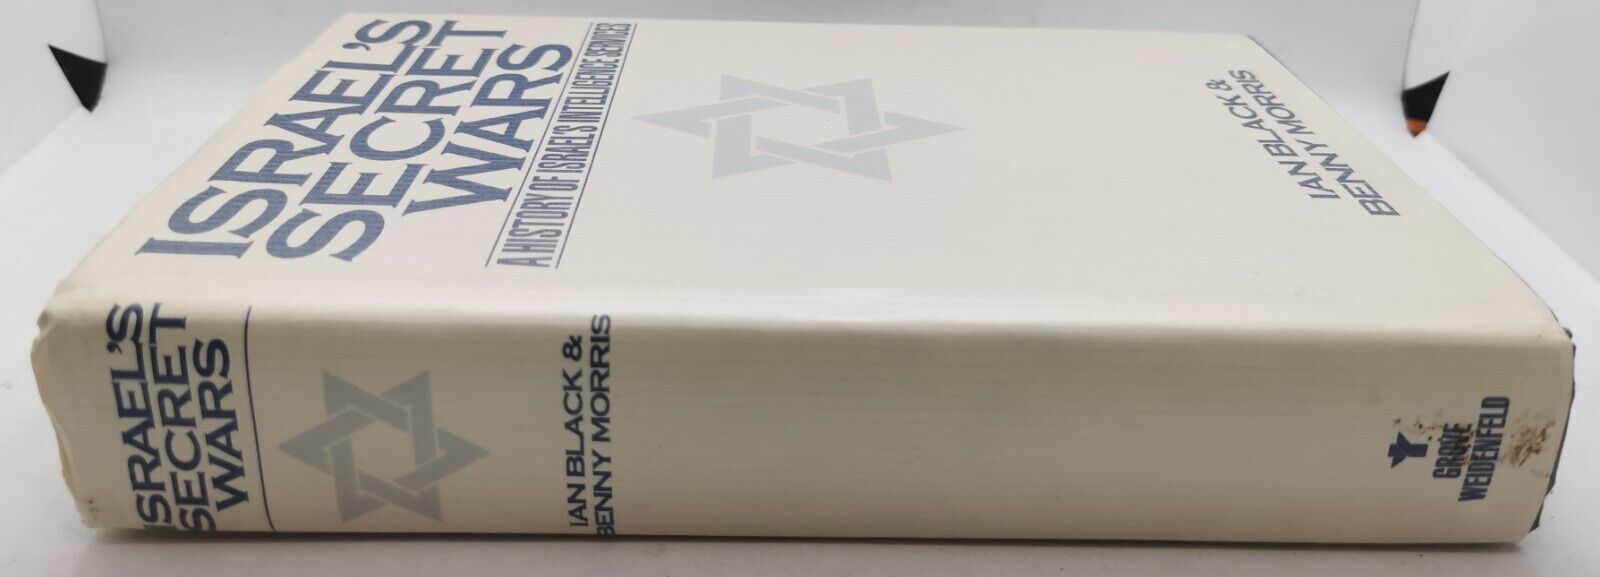 ISRAEL'S
SECRET
WARS
A HISTORY OF ISRAEL'S INTELLIGENCE SERVICES
IAN BLACK &
BENNY MORRIS
ISRAEL'S
SECRET
WARS
IAN BLACK &
BENNY MORRIS
GROVE
WEIDENFELD